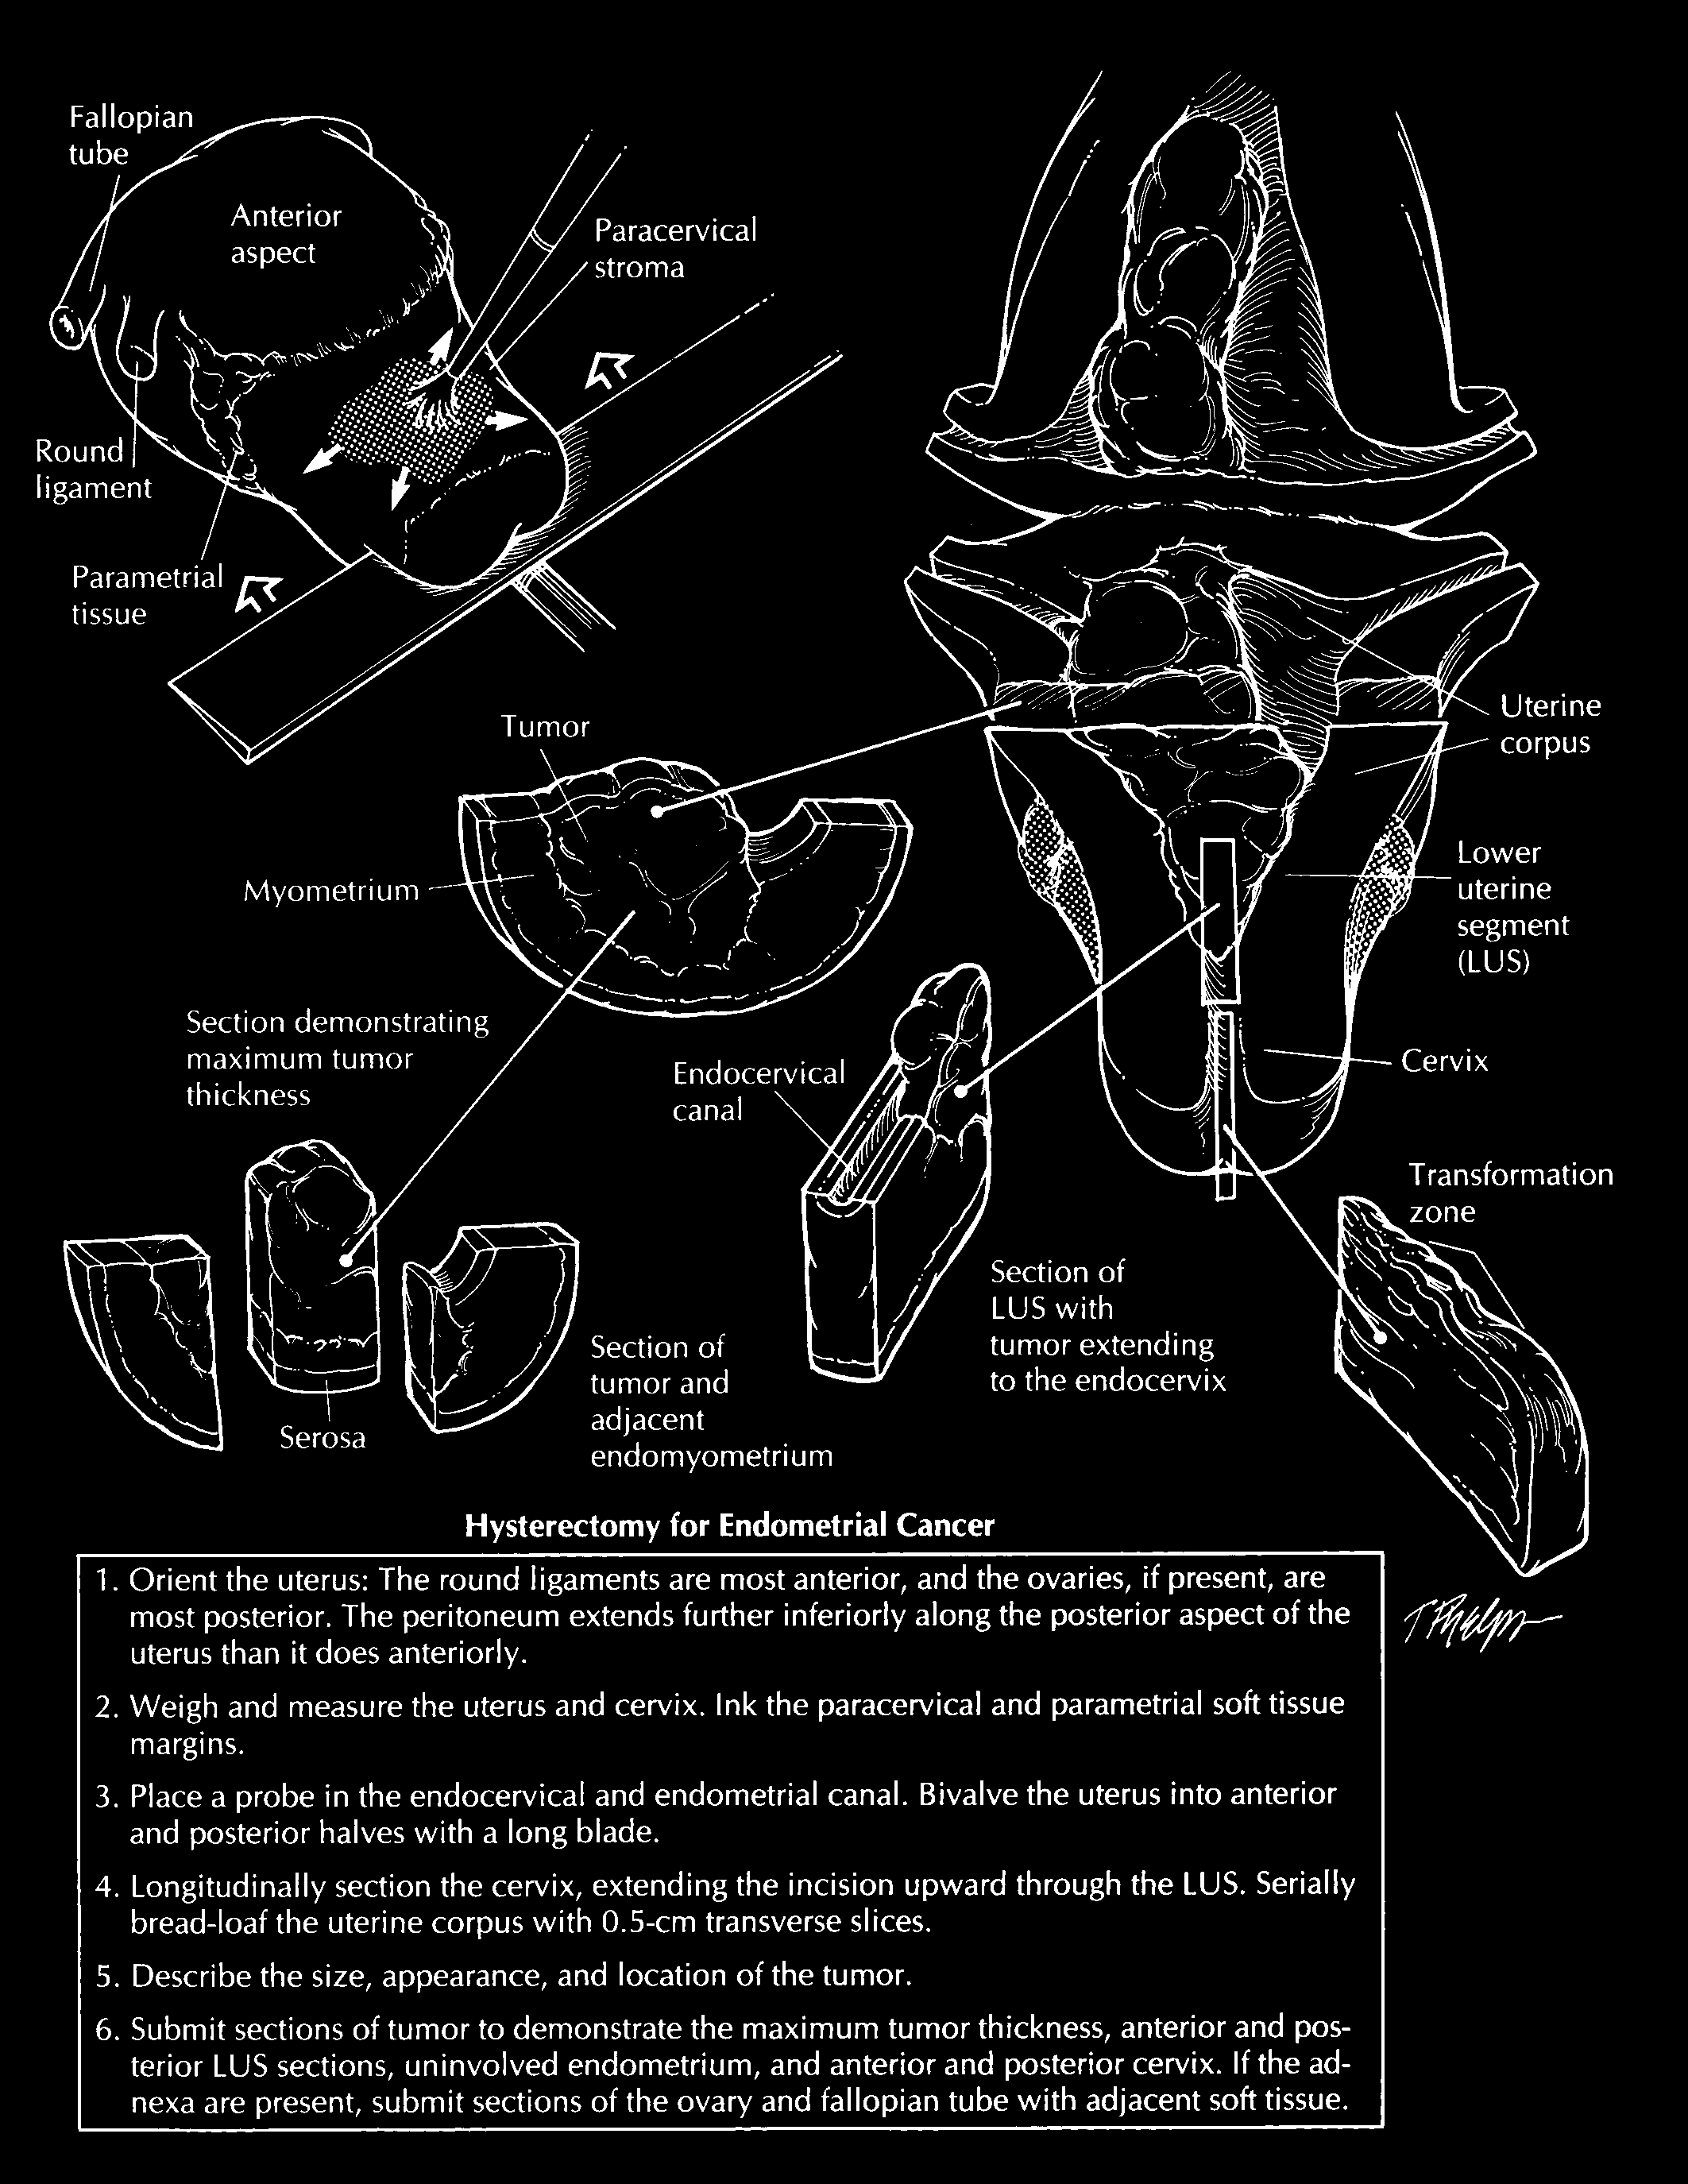 Fallopian
tube
Anterior
aspect
Paracervical
stroma
Round
ligament
Parametrial
tissue
Tumor
Uterine
corpus
Myometrium
Lower
uterine
segment
(LUS)
Section demonstrating
maximum tumor
thickness
Endocervical
canal
Cervix
Transformation
zone
Section of
LUS with
tumor extending
to the endocervix
Section of
tumor and
adjacent
endomyometrium
Serosa
Hysterectomy for Endometrial Cancer
1. Orient the uterus: The round ligaments are most anterior, and the ovaries, if present, are
most posterior. The peritoneum extends further inferiorly along the posterior aspect of the
uterus than it does anteriorly.
2. Weigh and measure the uterus and cervix. Ink the paracervical and parametrial soft tissue
margins.
3. Place a probe in the endocervical and endometrial canal. Bivalve the uterus into anterior
and posterior halves with a long blade.
4. Longitudinally section the cervix, extending the incision upward through the LUS. Serially
bread-loaf the uterine corpus with 0.5-cm transverse slices.
5. Describe the size, appearance, and location of the tumor.
6. Submit sections of tumor to demonstrate the maximum tumor thickness, anterior and pos-
terior LUS sections, uninvolved endometrium, and anterior and posterior cervix. If the ad-
nexa are present, submit sections of the ovary and fallopian tube with adjacent soft tissue.